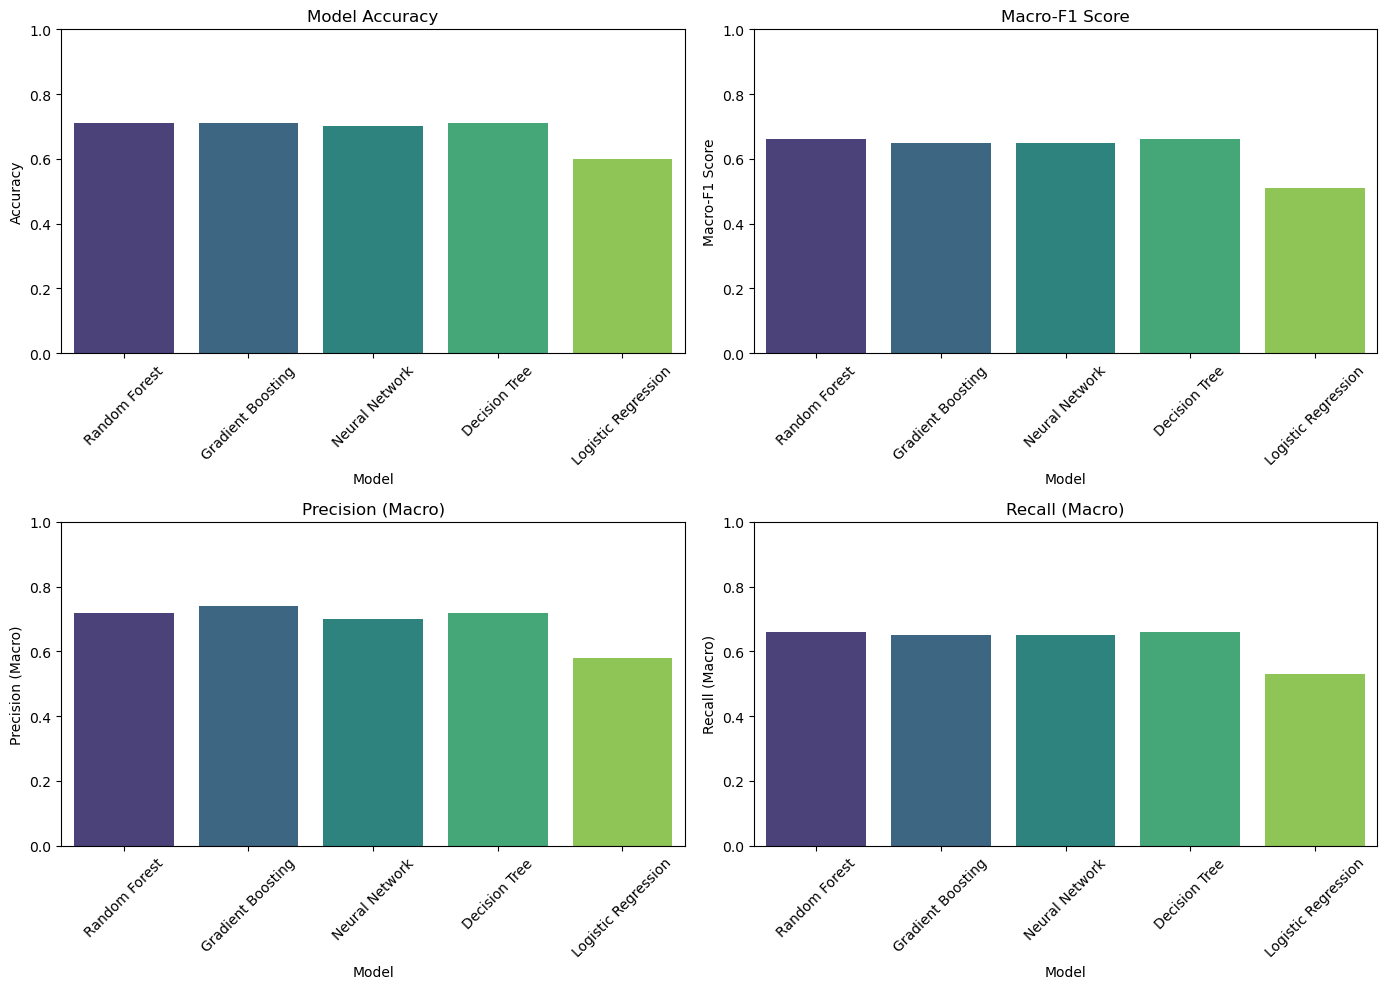 Model Accuracy
1.0
0.8
0.6
0.4
0.2
0.0
Accuracy
Random Forest
Gradient Boosting
Neural Network
Decision Tree
Logistic Regression
Model
Macro-F1 Score
1.0
0.8
0.6
0.4
0.2
0.0
Macro-F1 Score
Random Forest
Gradient Boosting
Neural Network
Decision Tree
Logistic Regression
Model
Precision (Macro)
1.0
0.8
0.6
0.4
0.2
0.0
Precision (Macro)
Random Forest
Gradient Boosting
Neural Network
Decision Tree
Logistic Regression
Model
Recall (Macro)
1.0
0.8
0.6
0.4
0.2
0.0
Recall (Macro)
Random Forest
Gradient Boosting
Neural Network
Decision Tree
Logistic Regression
Model